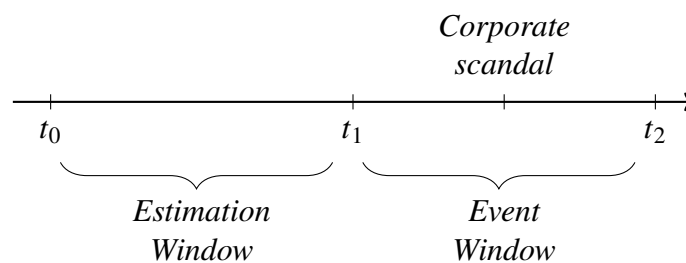 Corporate
scandal
t0 t1 t2
Estimation Event
Window Window